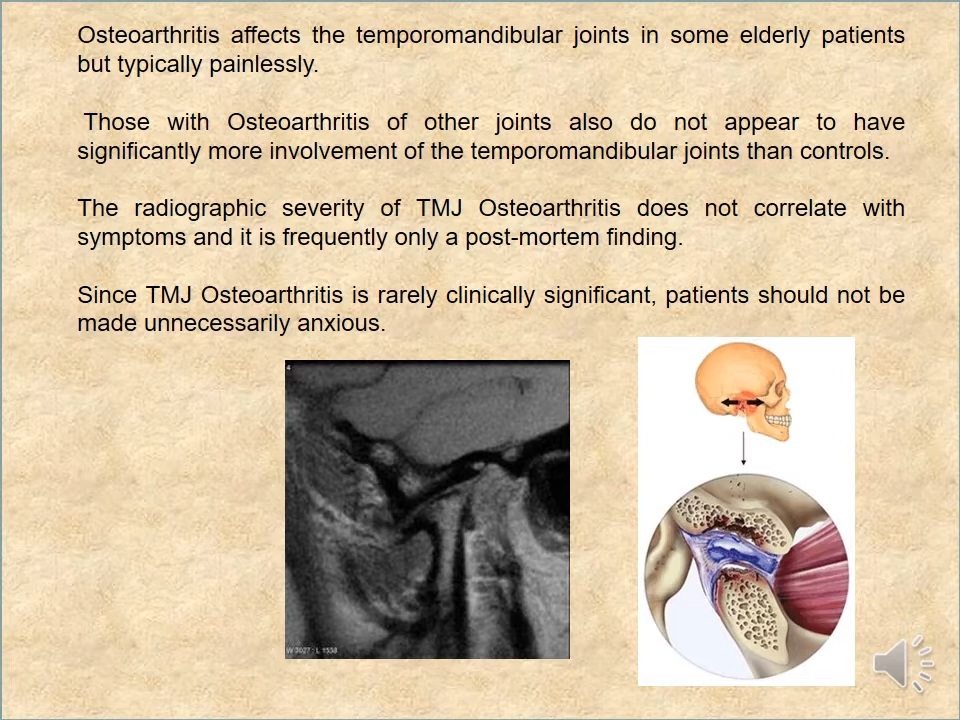 Osteoarthritis affects the temporomandibular joints in some elderly patients
but typically painlessly.
Those with Osteoarthritis of other joints also do not appear to have
significantly more involvement of the temporomandibular joints than controls.
The radiographic severity of TMJ Osteoarthritis does not correlate with
symptoms and it is frequently only a post-mortem finding.
Since TMJ Osteoarthritis is rarely clinically significant, patients should not be
made unnecessarily anxious.
4
W 3027 : L 1538